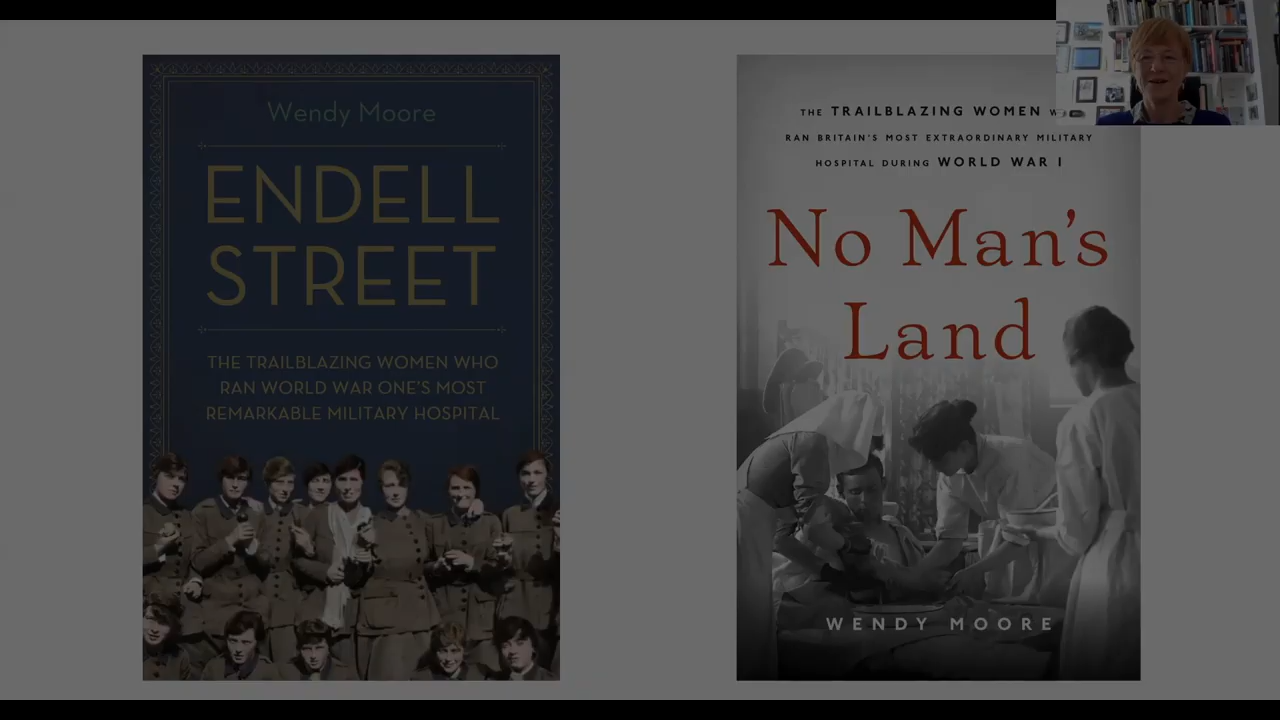 Wendy Moore
ENDELL
STREET
THE TRAILBLAZING WOMEN WHO
RAN WORLD WAR ONE'S MOST
REMARKABLE MILITARY HOSPITAL
THE TRAILBLAZING WOMEN
RAN BRITAIN'S MOST EXTRAORDINARY MILITARY
HOSPITAL DURING WORLD WAR I
No Man's
Land
WENDY MOORE